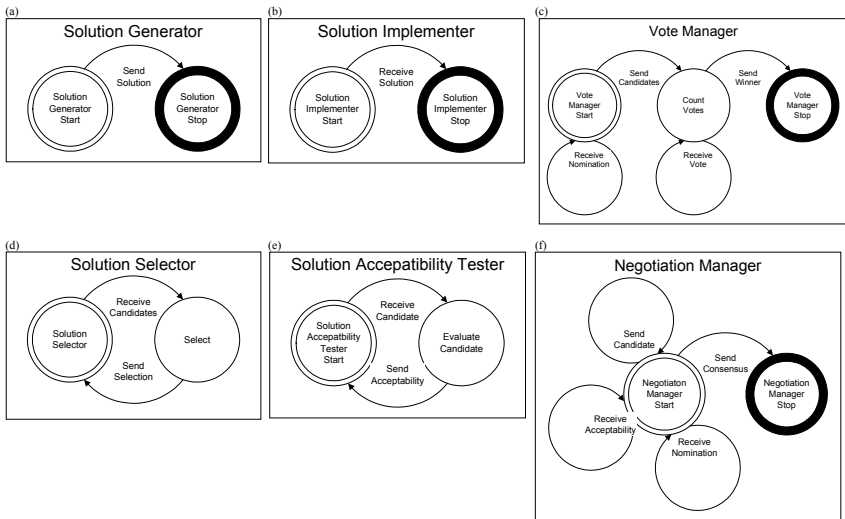 (a)
Solution Generator
Send
Solution
Solution
Generator
Start
Solution
Generator
Stop
(b)
Solution Implementer
Receive
Solution
Solution
Implementer
Start
Solution
Implementer
Stop
(c)
Vote Manager
Send
Candidates
Send
Winner
Vote
Manager
Start
Count
Votes
Vote
Manager
Stop
Receive
Nomination
Receive
Vote
(d)
Solution Selector
Receive
Candidates
Solution
Selector
Select
Send
Selection
(e)
Solution Accepatibility Tester
Receive
Candidate
Solution
Accepatbility
Tester
Start
Evaluate
Candidate
Send
Acceptability
(f)
Negotiation Manager
Send
Candidate
Send
Consensus
Negotiaton
Manager
Start
Negotiation
Manager
Stop
Receive
Acceptability
Receive
Nomination